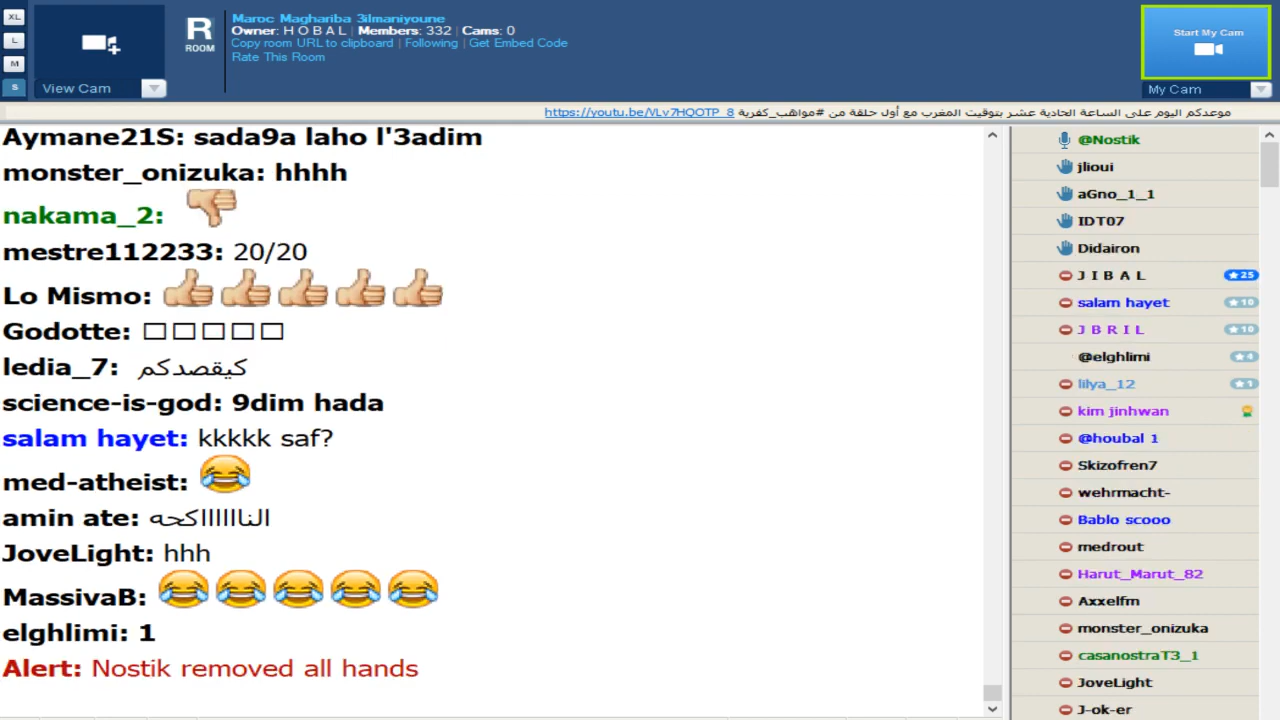 XL
L
M
S
View Cam
R
ROOM
Maroc Maghariba 3ilmaniyoune
Owner: H O B A L | Members: 332 | Cams: 0
Copy room URL to clipboard | Following | Get Embed Code
Rate This Room
Start My Cam
My Cam
موعدكم اليوم على الساعة الحادية عشر بتوقيت المغرب مع أول حلقة من #مواهب_كفرية https://youtu.be/VLv7HQOTP_8
Aymane21S: sada9a laho l'3adim
monster_onizuka: hhhh
nakama_2:
mestre112233: 20/20
Lo Mismo:
Godotte: □□□□□
ledia_7: كيقصدكم
science-is-god: 9dim hada
salam hayet: kkkkk saf?
med-atheist:
amin ate: النااااااكحه
JoveLight: hhh
MassivaB:
elghlimi: 1
Alert: Nostik removed all hands
@Nostik
jlioui
aGno_1_1
IDT07
Didairon
J I B A L 25
salam hayet 10
J B R I L 10
@elghlimi 4
lilya_12 1
kim jinhwan
@houbal 1
Skizofren7
wehrmacht-
Bablo scooo
medrout
Harut_Marut_82
Axxelfm
monster_onizuka
casanostraT3_1
JoveLight
J-ok-er